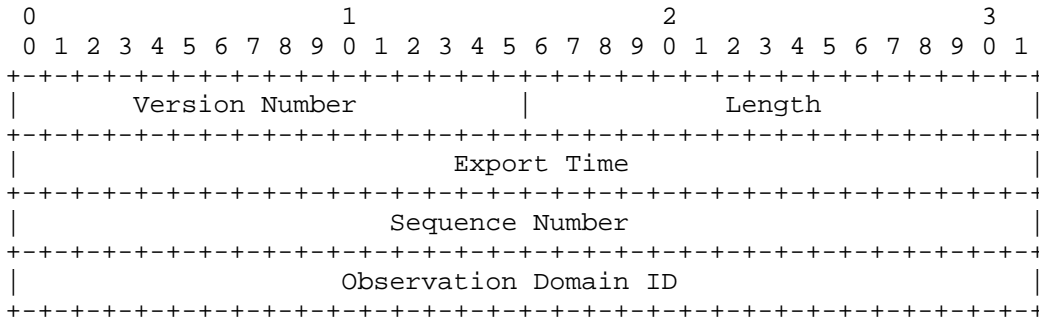 0                   1                   2                   3
 0 1 2 3 4 5 6 7 8 9 0 1 2 3 4 5 6 7 8 9 0 1 2 3 4 5 6 7 8 9 0 1
+-+-+-+-+-+-+-+-+-+-+-+-+-+-+-+-+-+-+-+-+-+-+-+-+-+-+-+-+-+-+-+-+
|       Version Number          |            Length             |
+-+-+-+-+-+-+-+-+-+-+-+-+-+-+-+-+-+-+-+-+-+-+-+-+-+-+-+-+-+-+-+-+
|                           Export Time                         |
+-+-+-+-+-+-+-+-+-+-+-+-+-+-+-+-+-+-+-+-+-+-+-+-+-+-+-+-+-+-+-+-+
|                       Sequence Number                         |
+-+-+-+-+-+-+-+-+-+-+-+-+-+-+-+-+-+-+-+-+-+-+-+-+-+-+-+-+-+-+-+-+
|                    Observation Domain ID                      |
+-+-+-+-+-+-+-+-+-+-+-+-+-+-+-+-+-+-+-+-+-+-+-+-+-+-+-+-+-+-+-+-+